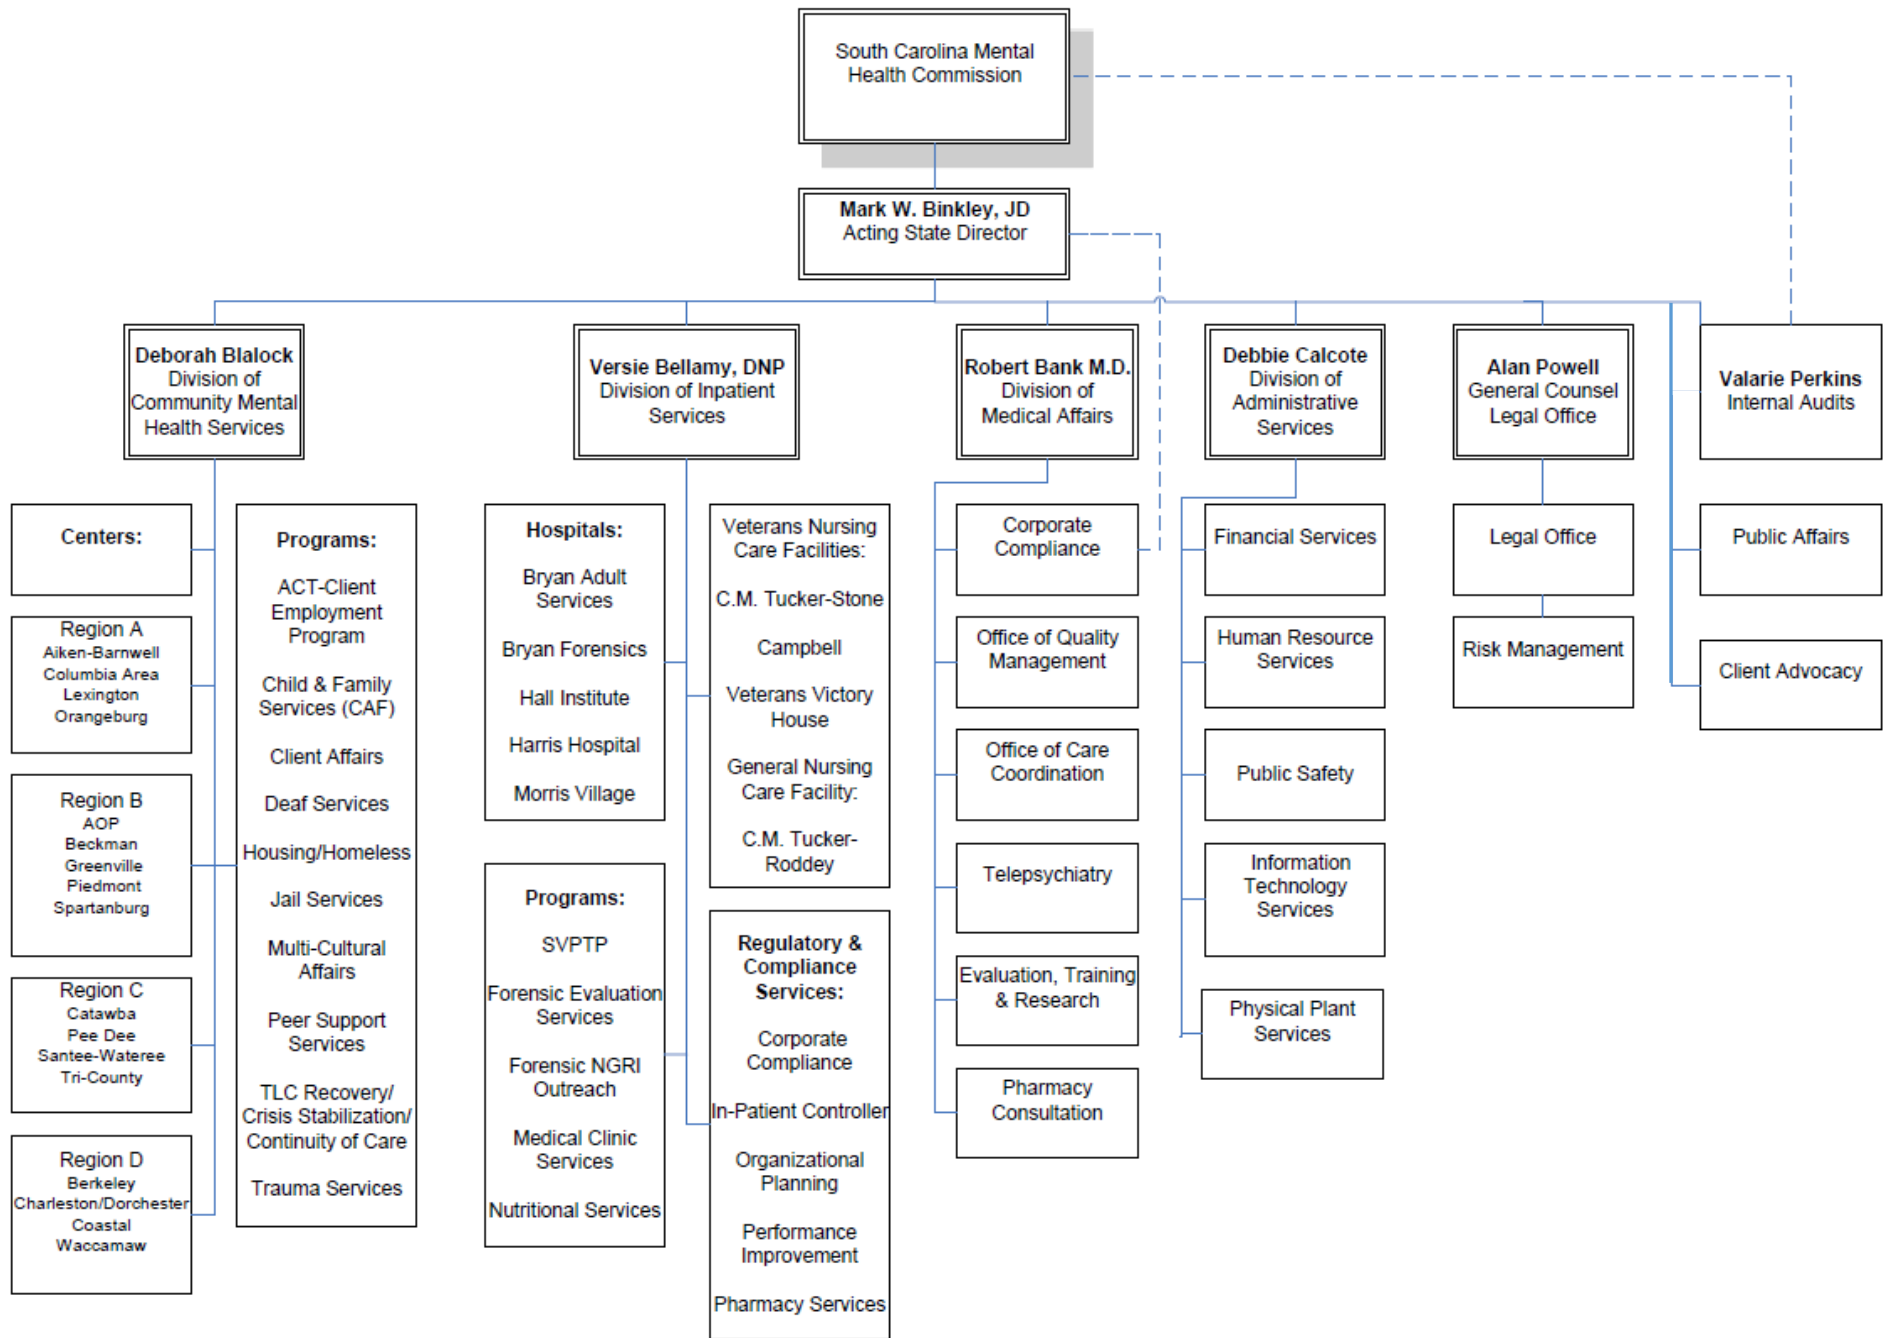 South Carolina Mental
Health Commission
Mark W. Binkley, JD
Acting State Director
Deborah Blalock
Division of
Community Mental
Health Services
Versie Bellamy, DNP
Division of Inpatient
Services
Robert Bank M.D.
Division of
Medical Affairs
Debbie Calcote
Division of
Administrative
Services
Alan Powell
General Counsel
Legal Office
Valarie Perkins
Internal Audits
Centers:
Region A
Aiken-Barnwell
Columbia Area
Lexington
Orangeburg
Region B
AOP
Beckman
Greenville
Piedmont
Spartanburg
Region C
Catawba
Pee Dee
Santee-Wateree
Tri-County
Region D
Berkeley
Charleston/Dorchester
Coastal
Waccamaw
Programs:
ACT-Client
Employment
Program
Child & Family
Services (CAF)
Client Affairs
Deaf Services
Housing/Homeless
Jail Services
Multi-Cultural
Affairs
Peer Support
Services
TLC Recovery/
Crisis Stabilization/
Continuity of Care
Trauma Services
Hospitals:
Bryan Adult
Services
Bryan Forensics
Hall Institute
Harris Hospital
Morris Village
Programs:
SVPTP
Forensic Evaluation
Services
Forensic NGRI
Outreach
Medical Clinic
Services
Nutritional Services
Veterans Nursing
Care Facilities:
C.M. Tucker-Stone
Campbell
Veterans Victory
House
General Nursing
Care Facility:
C.M. Tucker-
Roddey
Regulatory &
Compliance
Services:
Corporate
Compliance
In-Patient Controller
Organizational
Planning
Performance
Improvement
Pharmacy Services
Corporate
Compliance
Office of Quality
Management
Office of Care
Coordination
Telepsychiatry
Evaluation, Training
& Research
Pharmacy
Consultation
Financial Services
Human Resource
Services
Public Safety
Information
Technology
Services
Physical Plant
Services
Legal Office
Risk Management
Public Affairs
Client Advocacy